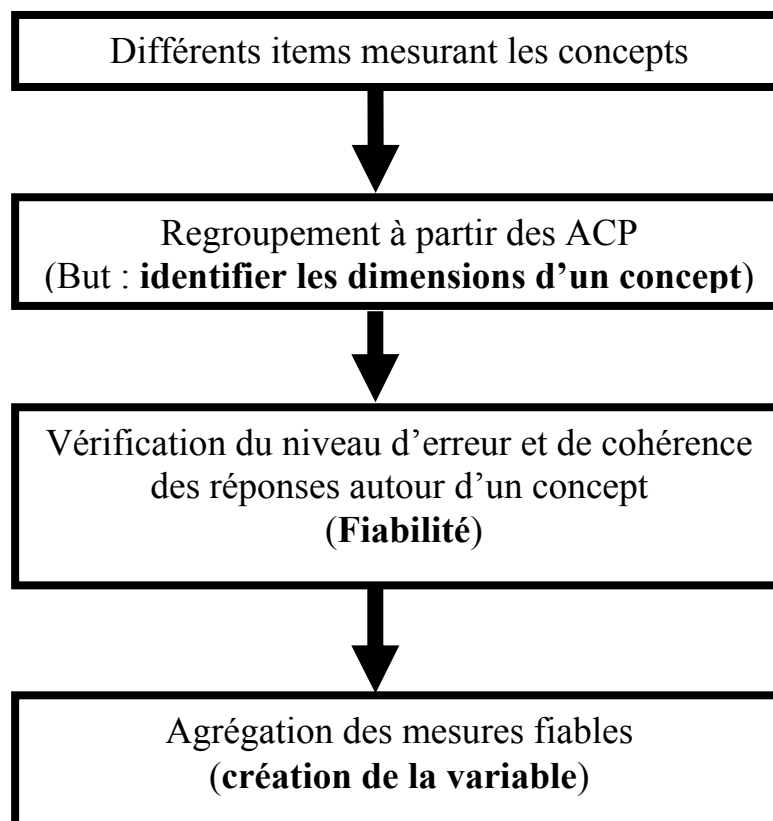 Différents items mesurant les concepts
Regroupement à partir des ACP
(But : identifier les dimensions d’un concept)
Vérification du niveau d’erreur et de cohérence
des réponses autour d’un concept
(Fiabilité)
Agrégation des mesures fiables
(création de la variable)